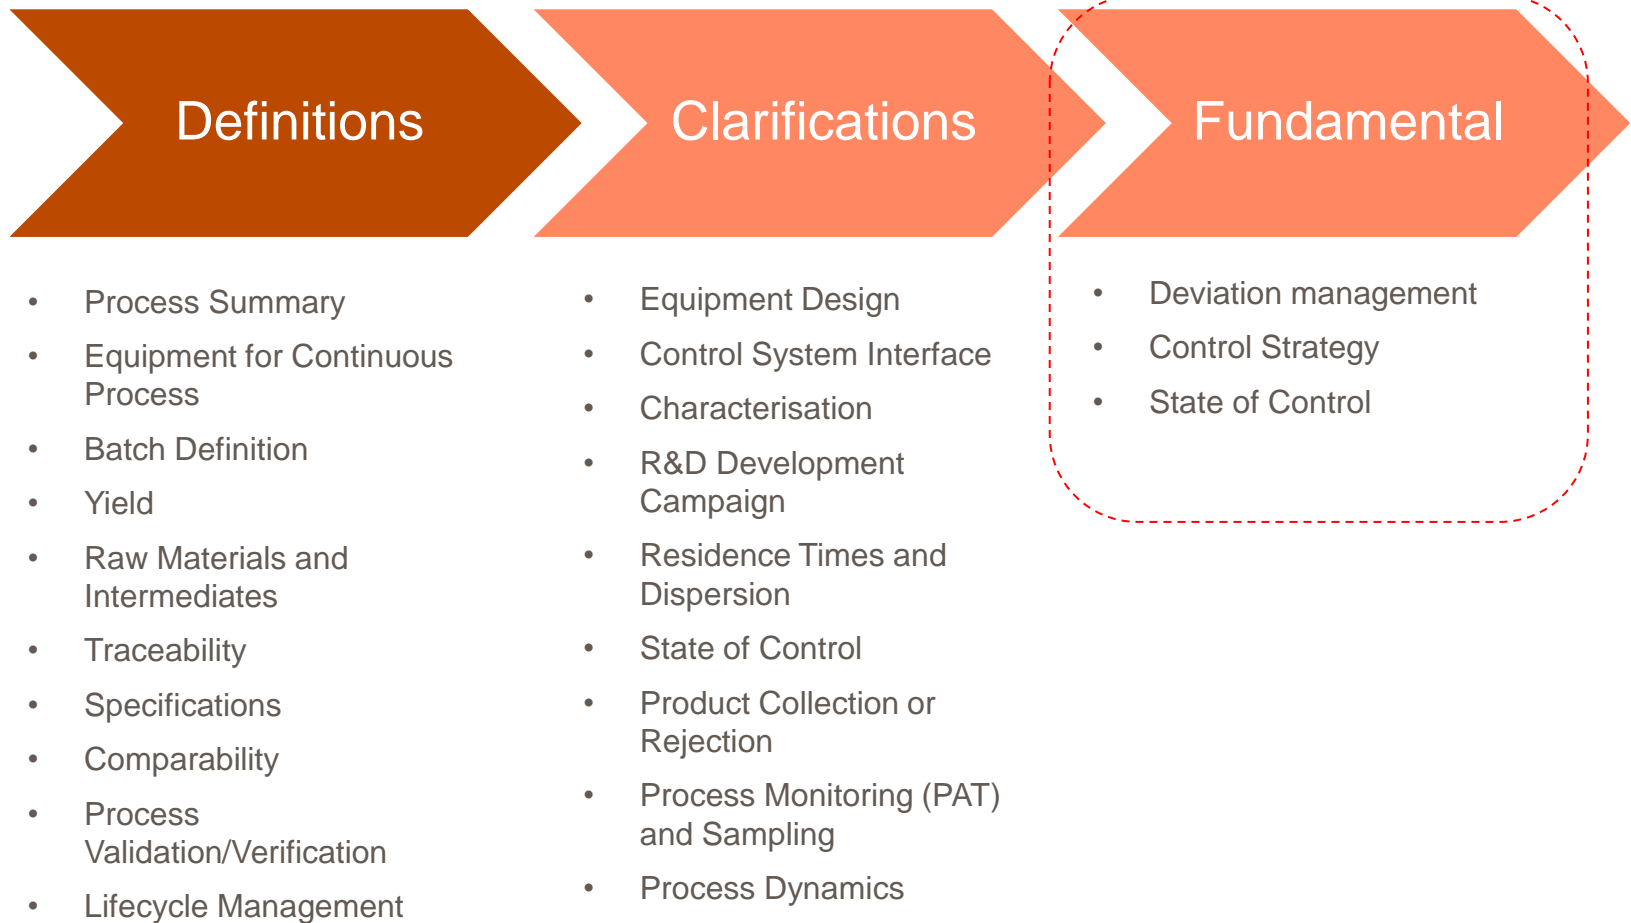 Definitions
Clarifications
Fundamental
• Process Summary
• Equipment for Continuous
Process
• Batch Definition
• Yield
• Raw Materials and
Intermediates
• Traceability
• Specifications
• Comparability
• Process
Validation/Verification
• Lifecycle Management
• Equipment Design
• Control System Interface
• Characterisation
• R&D Development
Campaign
• Residence Times and
Dispersion
• State of Control
• Product Collection or
Rejection
• Process Monitoring (PAT)
and Sampling
• Process Dynamics
• Deviation management
• Control Strategy
• State of Control